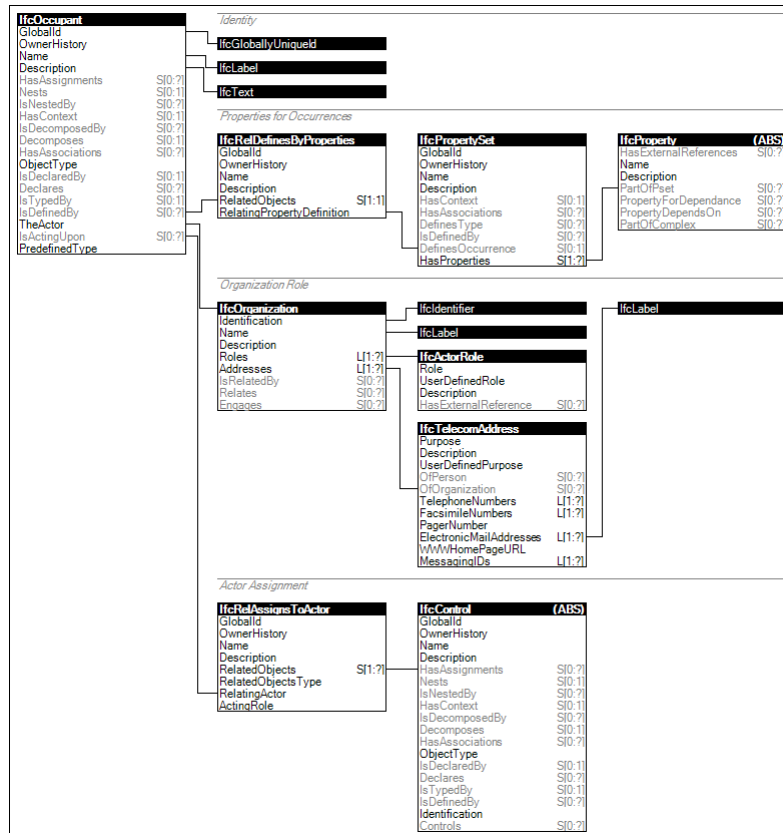 IfcOccupant
GlobalId
OwnerHistory
Name
Description
HasAssignments S[0:?]
Nests S[0:1]
IsNestedBy S[0:?]
HasContext S[0:1]
IsDecomposedBy S[0:?]
Decomposes S[0:1]
HasAssociations S[0:?]
ObjectType
IsDeclaredBy S[0:1]
Declares S[0:?]
IsTypedBy S[0:1]
IsDefinedBy S[0:?]
TheActor
IsActingUpon S[0:?]
PredefinedType
Identity
IfcGloballyUniqueId
IfcLabel
IfcText
Properties for Occurrences
IfcRelDefinesByProperties
GlobalId
OwnerHistory
Name
Description
RelatedObjects S[1:1]
RelatingPropertyDefinition
IfcPropertySet
GlobalId
OwnerHistory
Name
Description
HasContext S[0:1]
HasAssociations S[0:?]
DefinesType S[0:?]
IsDefinedBy S[0:?]
DefinesOccurrence S[0:1]
HasProperties S[1:?]
IfcProperty (ABS)
HasExternalReferences S[0:?]
Name
Description
PartOfPset S[0:?]
PropertyForDependance S[0:?]
PropertyDependsOn S[0:?]
PartOfComplex S[0:?]
Organization Role
IfcOrganization
Identification
Name
Description
Roles L[1:?]
Addresses L[1:?]
IsRelatedBy S[0:?]
Relates S[0:?]
Engages S[0:?]
IfcIdentifier
IfcLabel
IfcActorRole
Role
UserDefinedRole
Description
HasExternalReference S[0:?]
IfcTelecomAddress
Purpose
Description
UserDefinedPurpose
OfPerson S[0:?]
OfOrganization S[0:?]
TelephoneNumbers L[1:?]
FacsimileNumbers L[1:?]
PagerNumber
ElectronicMailAddresses L[1:?]
WWWHomePageURL
MessagingIDs L[1:?]
IfcLabel
Actor Assignment
IfcRelAssignsToActor
GlobalId
OwnerHistory
Name
Description
RelatedObjects S[1:?]
RelatedObjectsType
RelatingActor
ActingRole
IfcControl (ABS)
GlobalId
OwnerHistory
Name
Description
HasAssignments S[0:?]
Nests S[0:1]
IsNestedBy S[0:?]
HasContext S[0:1]
IsDecomposedBy S[0:?]
Decomposes S[0:1]
HasAssociations S[0:?]
ObjectType
IsDeclaredBy S[0:1]
Declares S[0:?]
IsTypedBy S[0:1]
IsDefinedBy S[0:?]
Identification
Controls S[0:?]